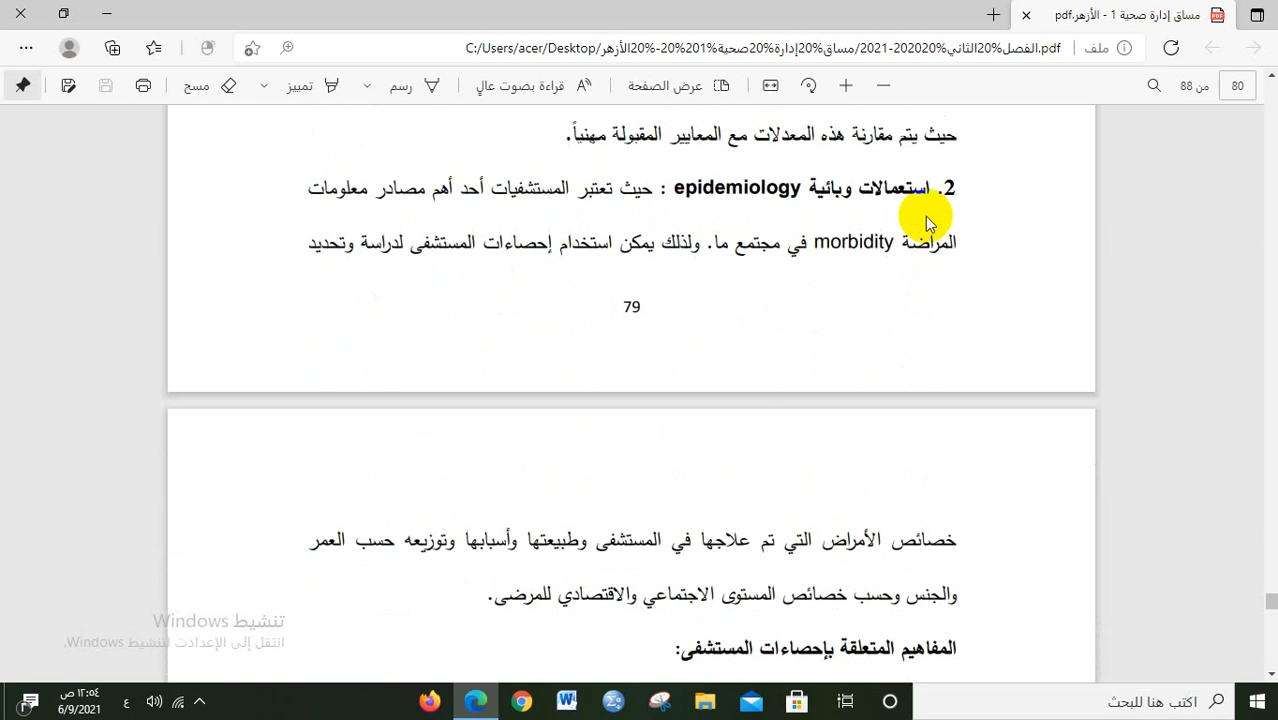 مساق إدارة صحية 1 - الأزهر.pdf
ملف
C:/Users/acer/Desktop/مساق%20إدارة%20صحية%201%20-%20الأزهر/الفصل%20الثاني%202020-2021.pdf
80
من 88
عرض الصفحة
قراءة بصوت عالٍ
رسم
تمييز
مسح
حيث يتم مقارنة هذه المعدلات مع المعايير المقبولة مهنياً.
2. استعمالات وبائية epidemiology : حيث تعتبر المستشفيات أحد أهم مصادر معلومات
المراضة morbidity في مجتمع ما. ولذلك يمكن استخدام إحصاءات المستشفى لدراسة وتحديد
79
خصائص الأمراض التي تم علاجها في المستشفى وطبيعتها وأسبابها وتوزيعه حسب العمر
والجنس وحسب خصائص المستوى الاجتماعي والاقتصادي للمرضى.
المفاهيم المتعلقة بإحصاءات المستشفى:
تنشيط Windows
انتقل إلى الإعدادات لتنشيط Windows.
اكتب هنا للبحث
ع
١٢:٥٤ ص
6/9/2021